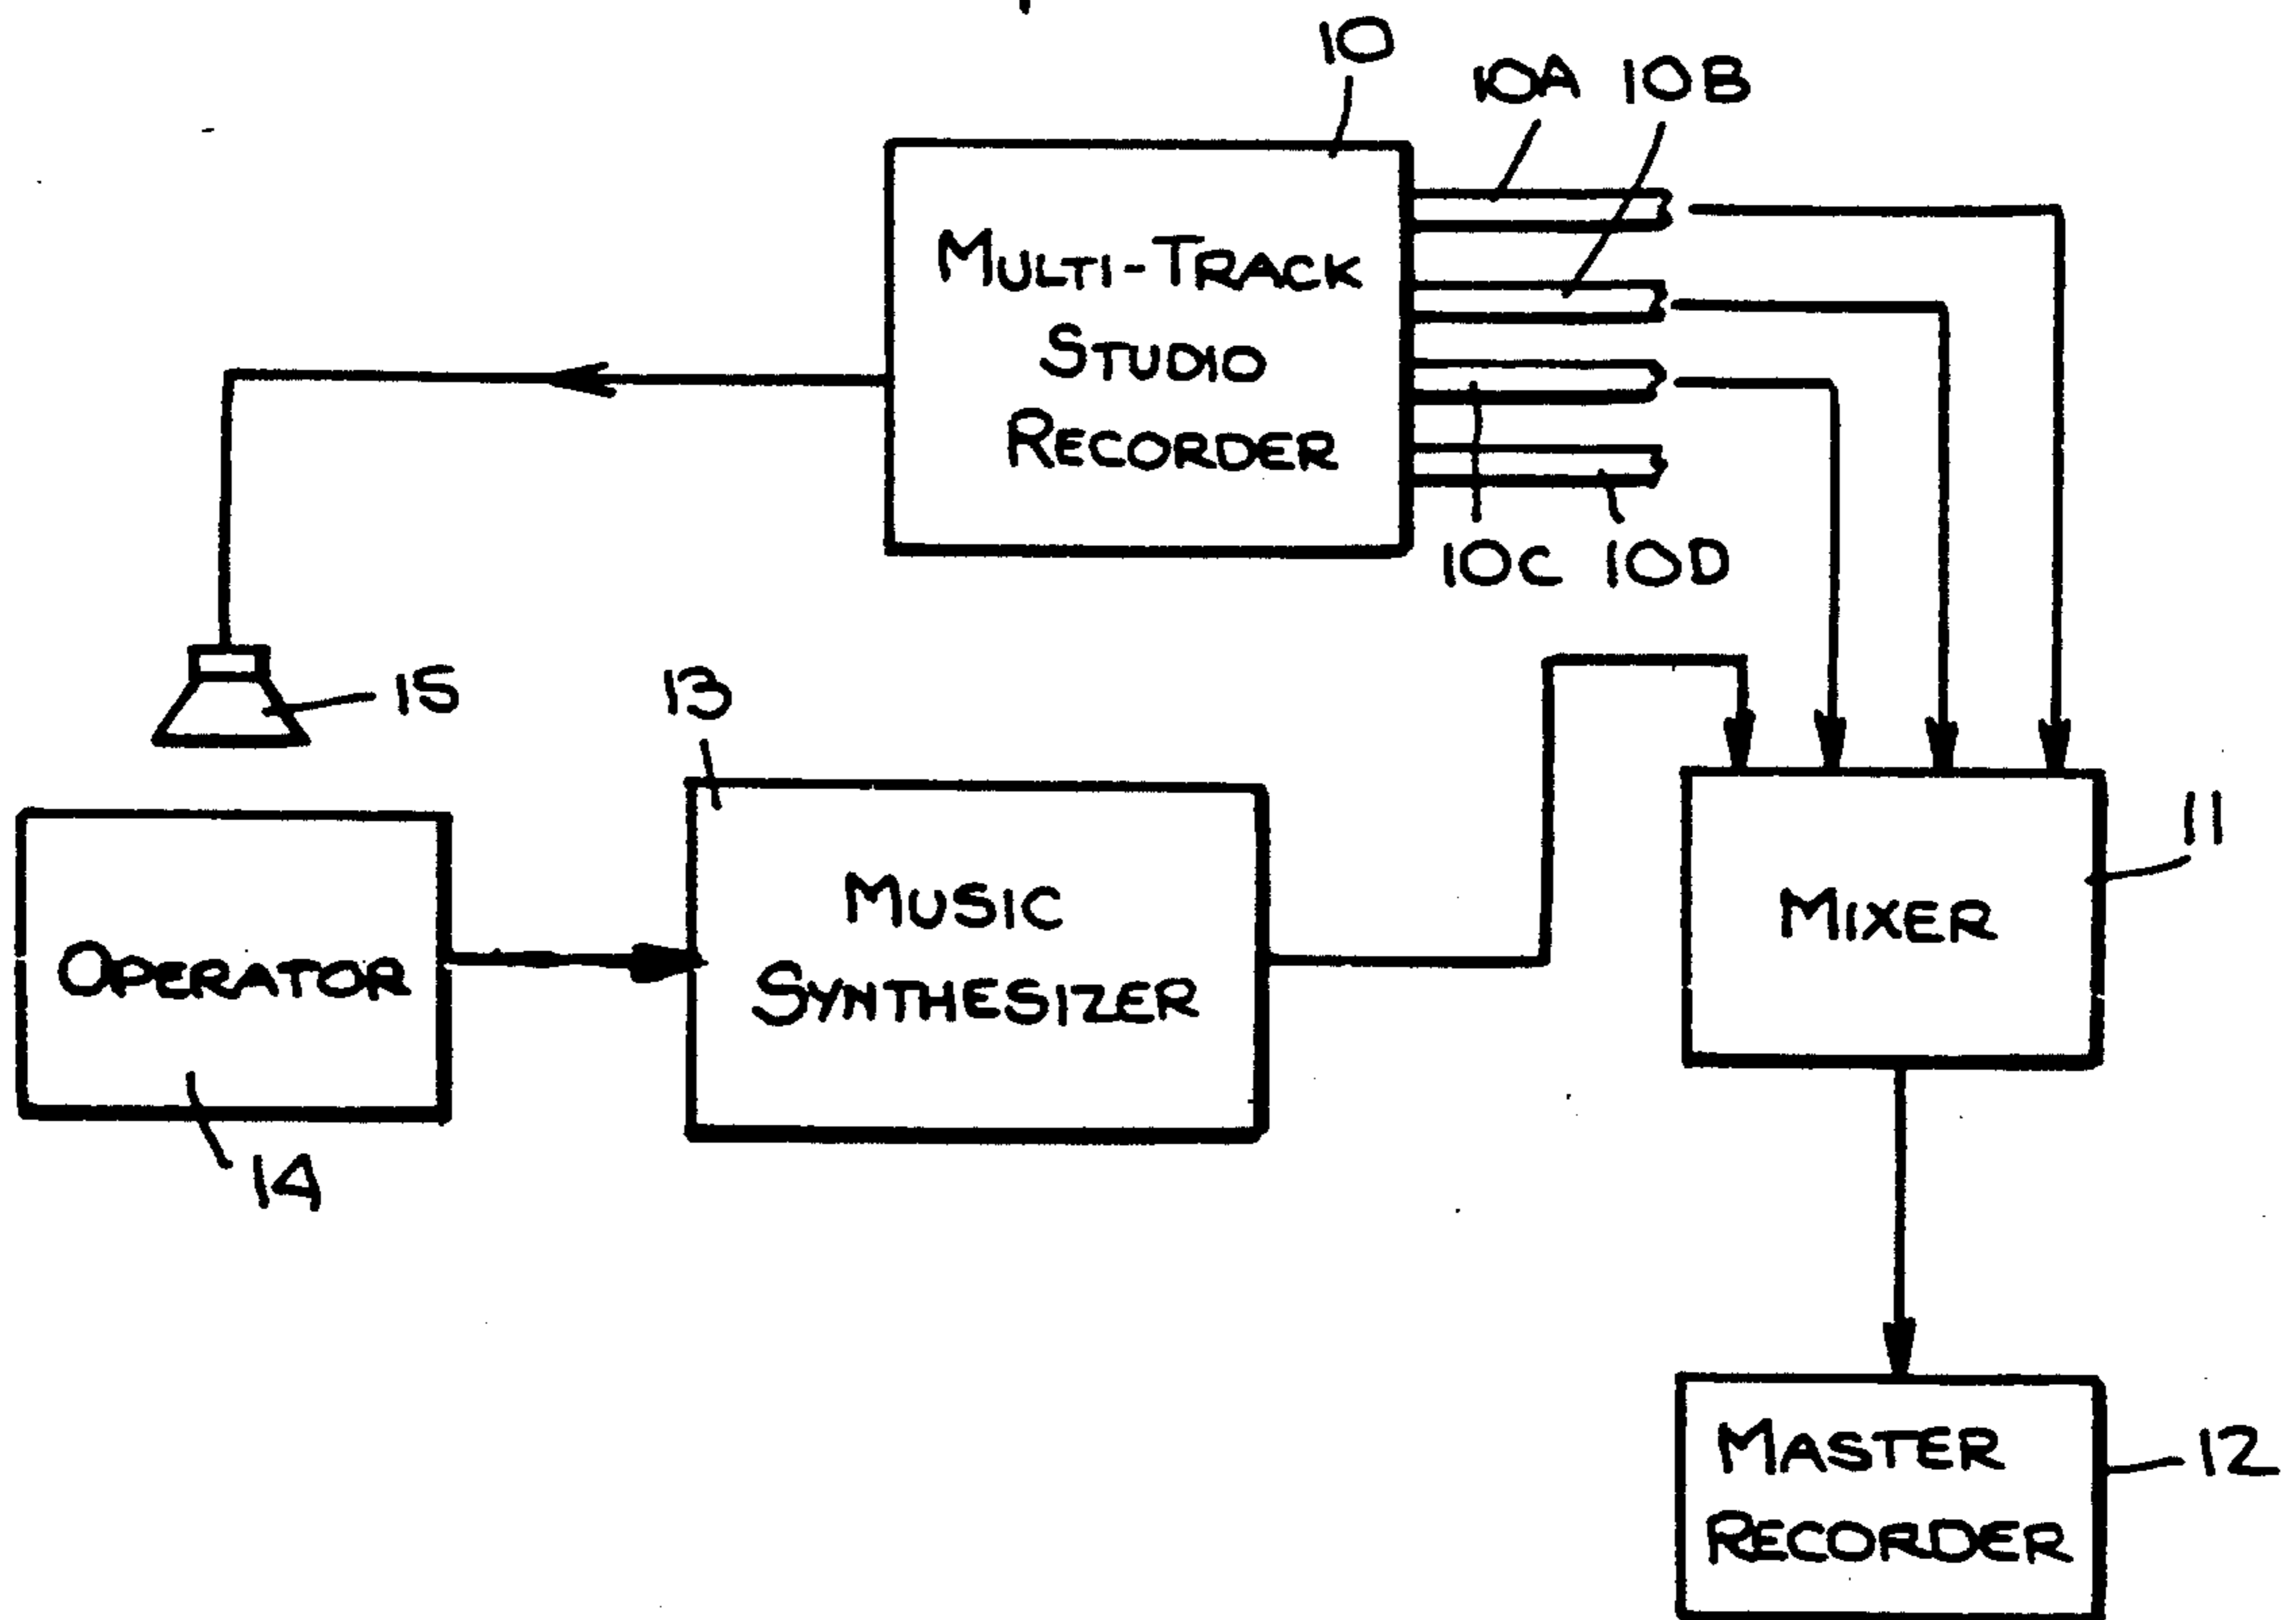 10
10A 10B
MULTI-TRACK
STUDIO
RECORDER
10C 10D
15
13
11
MUSIC
SYNTHESIZER
MIXER
OPERATOR
14
MASTER
RECORDER
12